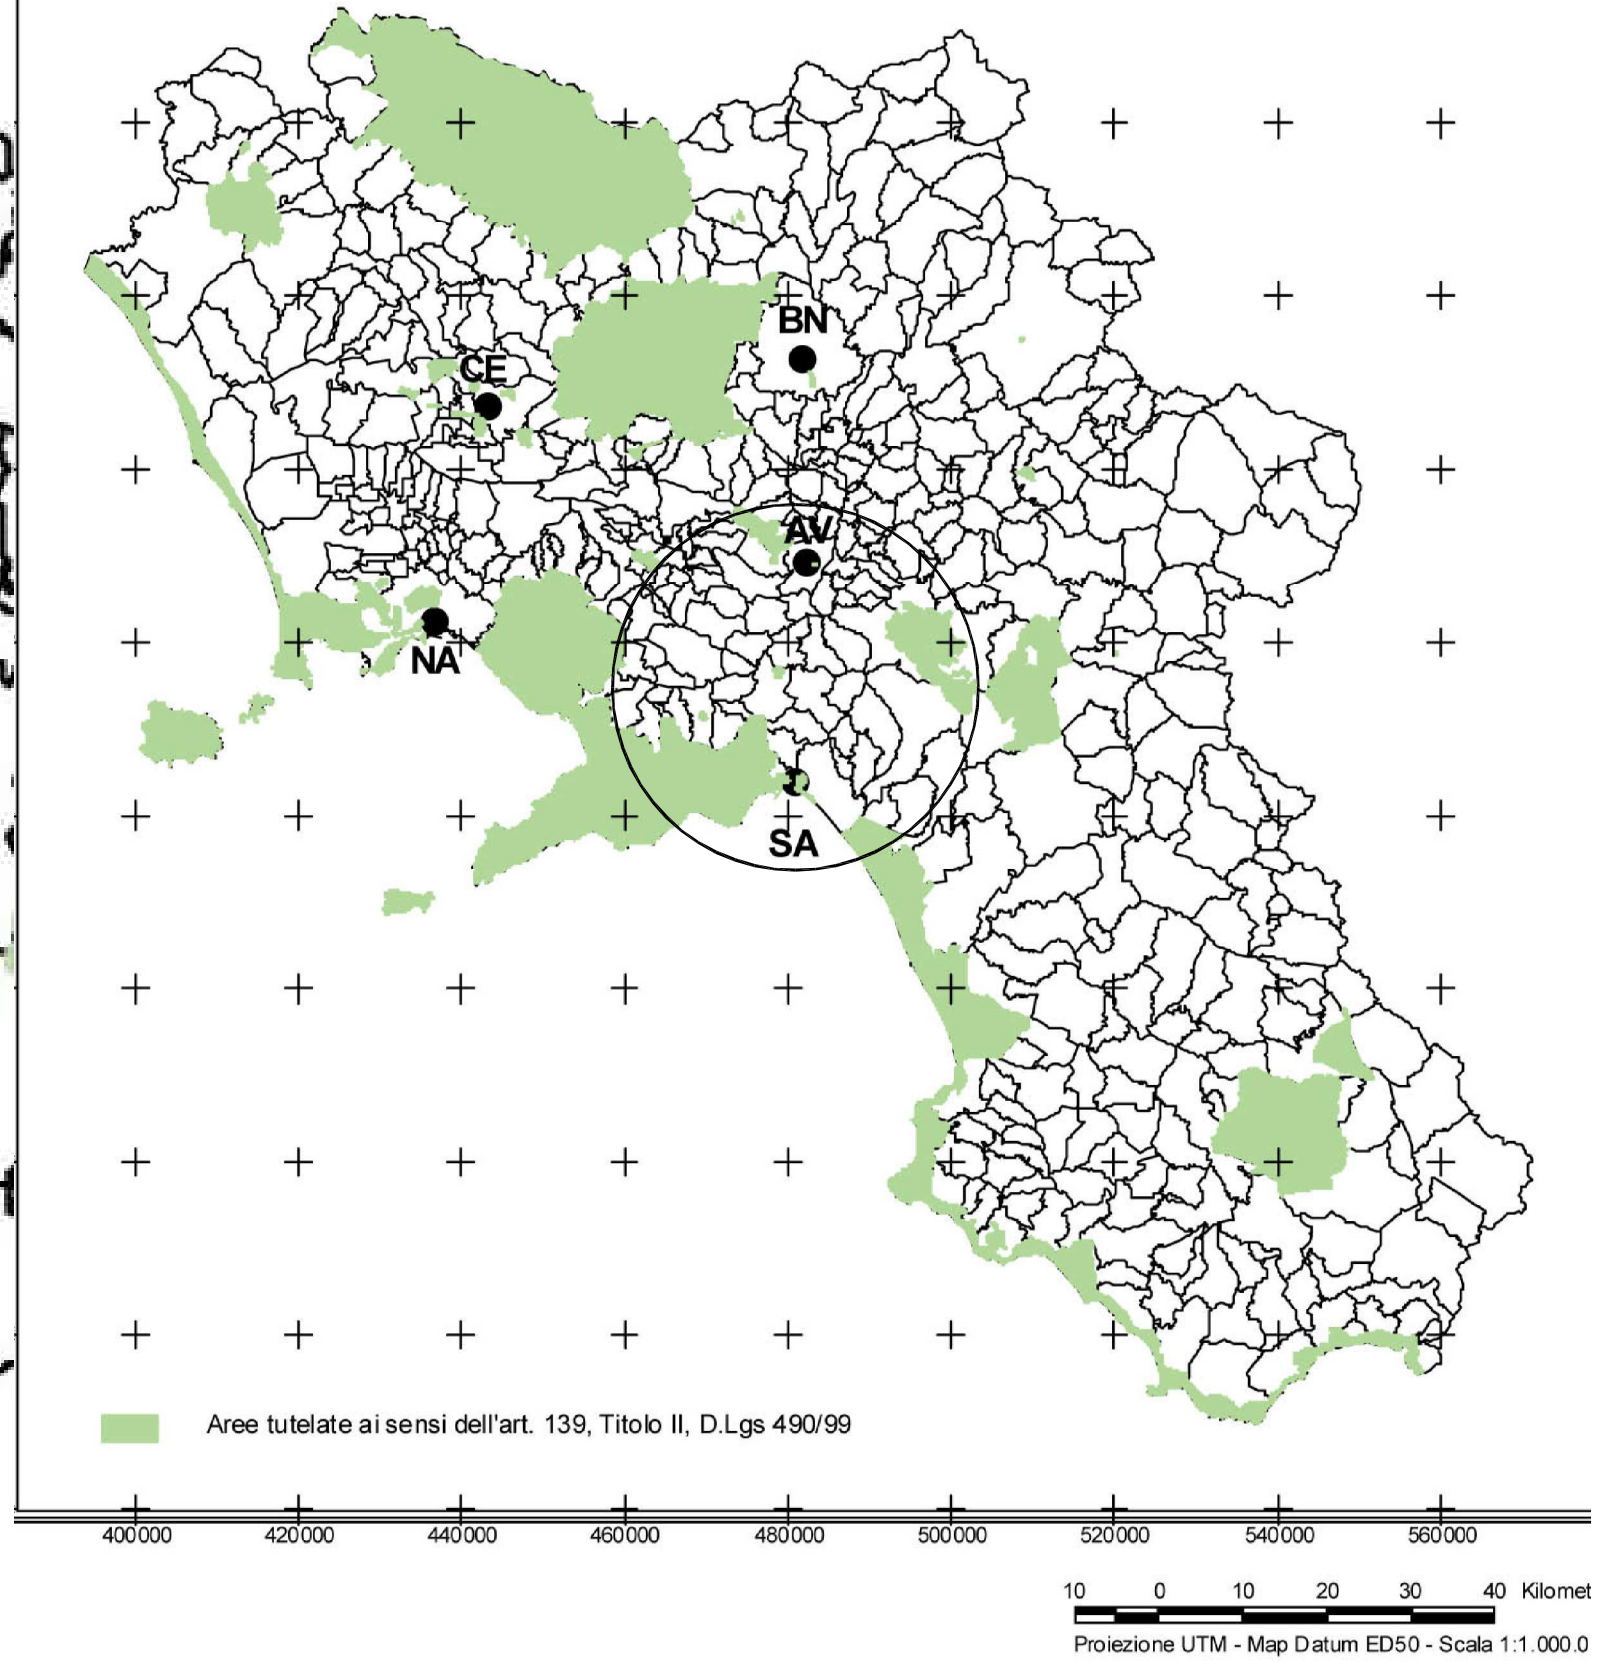 BN
CE
AV
NA
SA
Aree tutelate ai sensi dell'art. 139, Titolo II, D.Lgs 490/99
400000 420000 440000 460000 480000 500000 520000 540000 560000
10 0 10 20 30 40 Kilomet
Proiezione UTM - Map Datum ED50 - Scala 1:1.000.0